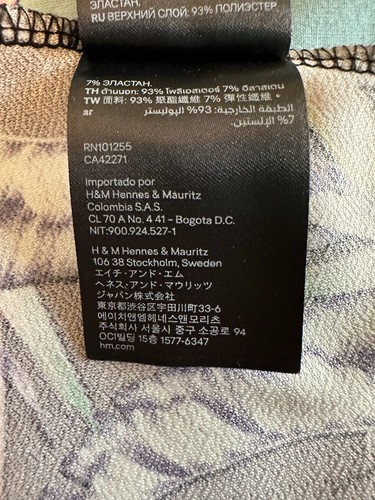 ЭЛАСТАН.
RU ВЕРХНИЙ СЛОЙ: 93% ПОЛИЭСТЕР,
7% ЭЛАСТАН.
TH ด้านนอก: 93% โพลีเอสเตอร์ 7% อีลาสเตน
TW 面料: 93% 聚酯纖維 7% 彈性纖維 •
ar الطبقة الخارجية: 93% البوليستر
7% الإلستين.
RN101255
CA42271
Importado por
H&M Hennes & Mauritz
Colombia S.A.S.
CL 70 A No. 4 41 – Bogota D.C.
NIT:900.924.527-1
H & M Hennes & Mauritz
106 38 Stockholm, Sweden
エイチ・アンド・エム
ヘネス・アンド・マウリッツ
ジャパン株式会社
東京都渋谷区宇田川町33-6
에이치앤엠헤네스앤모리츠
주식회사 서울시 중구 소공로 94
OCI빌딩 15층 1577-6347
hm.com